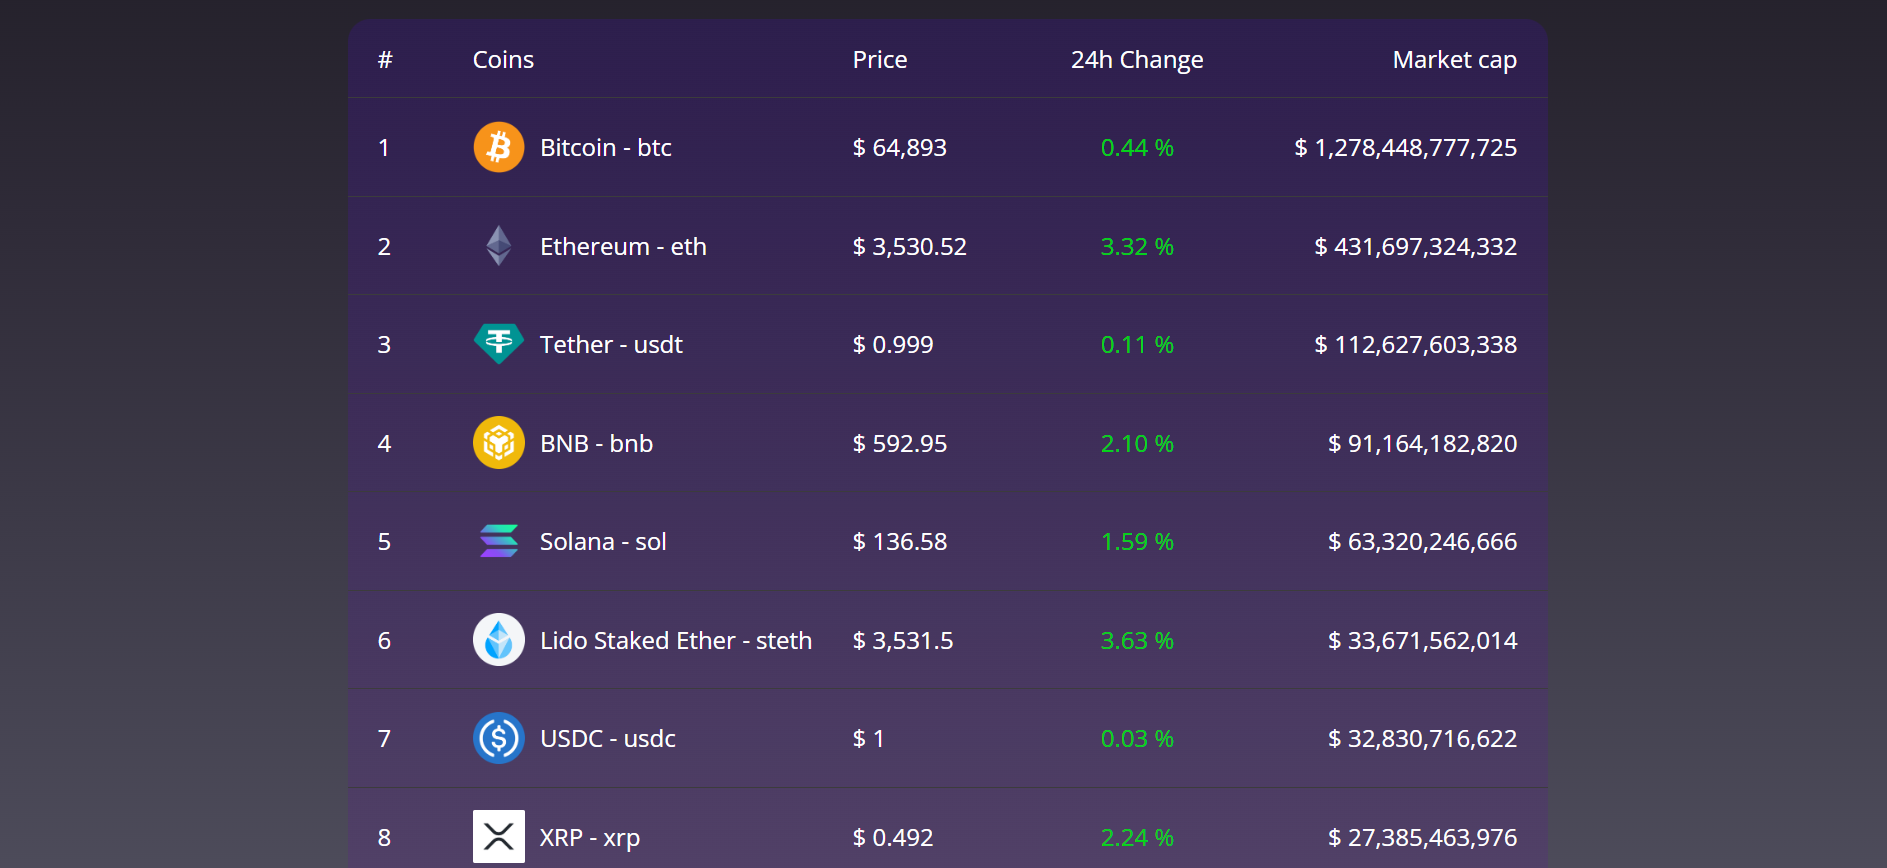 # Coins Price 24h Change Market cap
1 Bitcoin - btc $ 64,893 0.44 % $ 1,278,448,777,725
2 Ethereum - eth $ 3,530.52 3.32 % $ 431,697,324,332
3 Tether - usdt $ 0.999 0.11 % $ 112,627,603,338
4 BNB - bnb $ 592.95 2.10 % $ 91,164,182,820
5 Solana - sol $ 136.58 1.59 % $ 63,320,246,666
6 Lido Staked Ether - steth $ 3,531.5 3.63 % $ 33,671,562,014
7 USDC - usdc $ 1 0.03 % $ 32,830,716,622
8 XRP - xrp $ 0.492 2.24 % $ 27,385,463,976